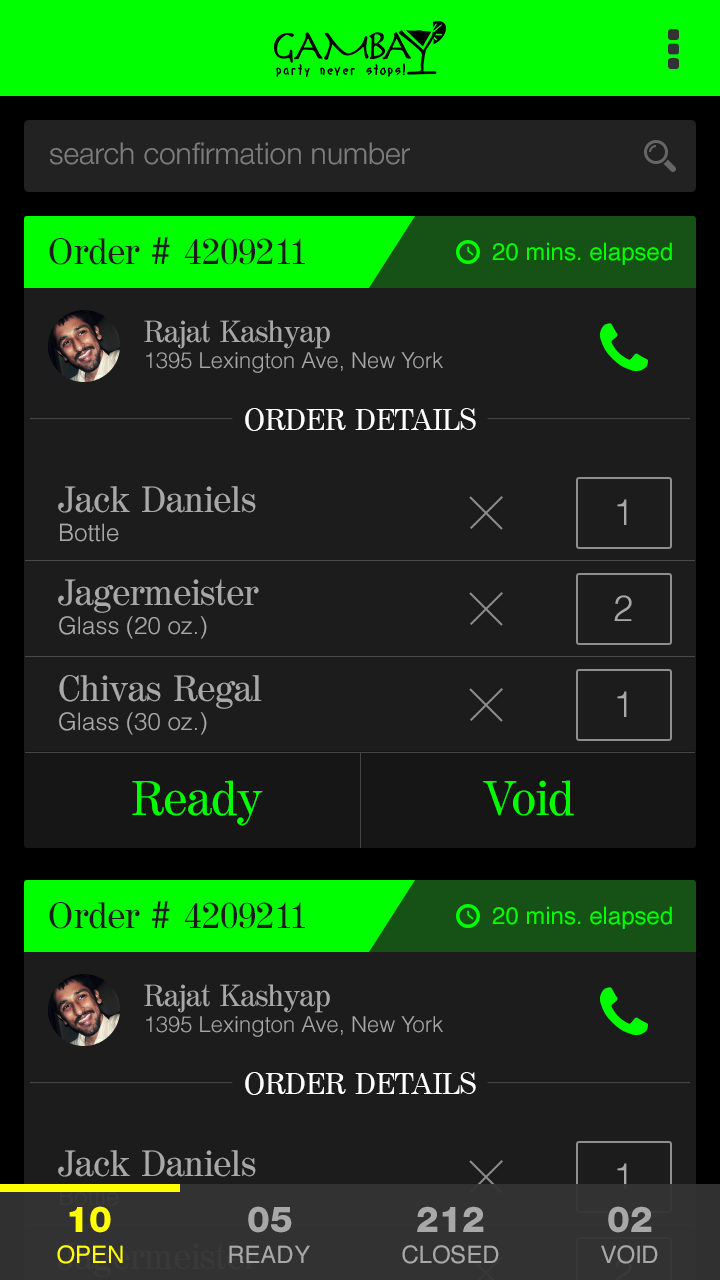 GAMBAY
party never stops!
search confirmation number
Order # 4209211
20 mins. elapsed
Rajat Kashyap
1395 Lexington Ave, New York
ORDER DETAILS
Jack Daniels
Bottle
1
Jagermeister
Glass (20 oz.)
2
Chivas Regal
Glass (30 oz.)
1
Ready
Void
Order # 4209211
20 mins. elapsed
Rajat Kashyap
1395 Lexington Ave, New York
ORDER DETAILS
Jack Daniels
Bottle
1
Jagermeister
2
10
OPEN
05
READY
212
CLOSED
02
VOID